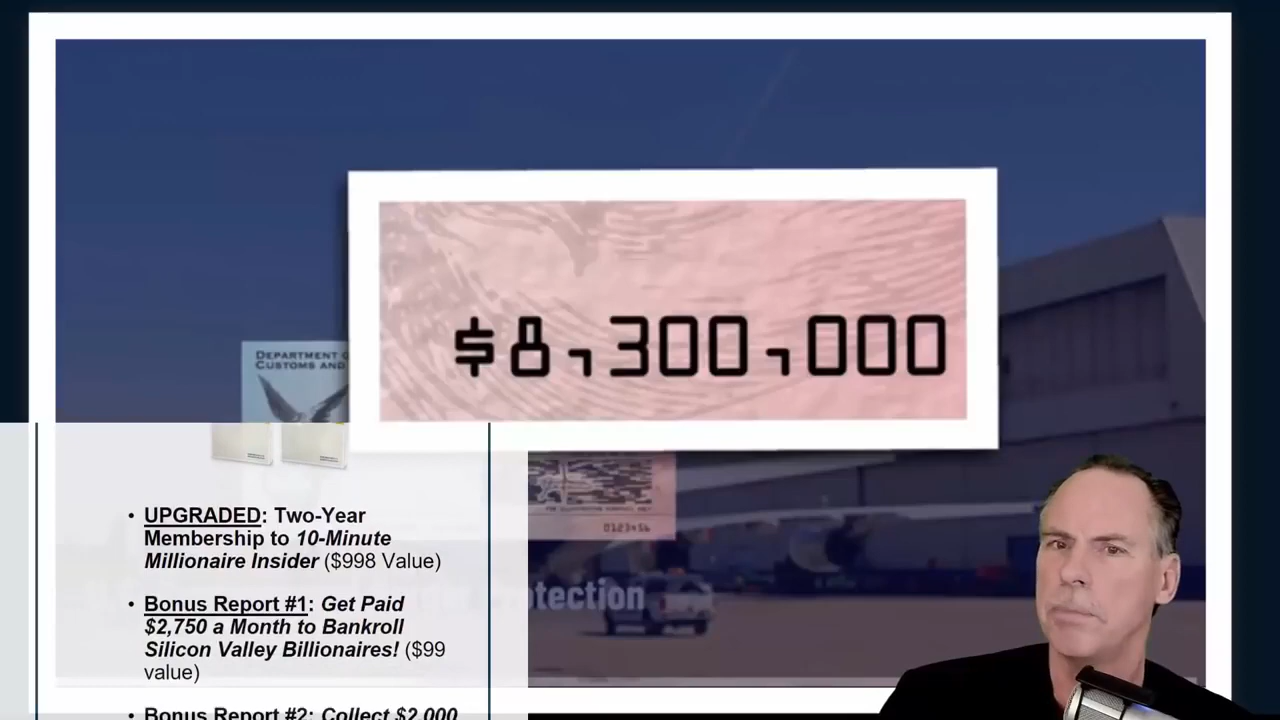 $8,300,000
DEPARTMENT
CUSTOMS AND
0123456
• UPGRADED: Two-Year
Membership to 10-Minute
Millionaire Insider ($998 Value)
• Bonus Report #1: Get Paid
$2,750 a Month to Bankroll
Silicon Valley Billionaires! ($99
value)
• Bonus Report #2: Collect $2,000